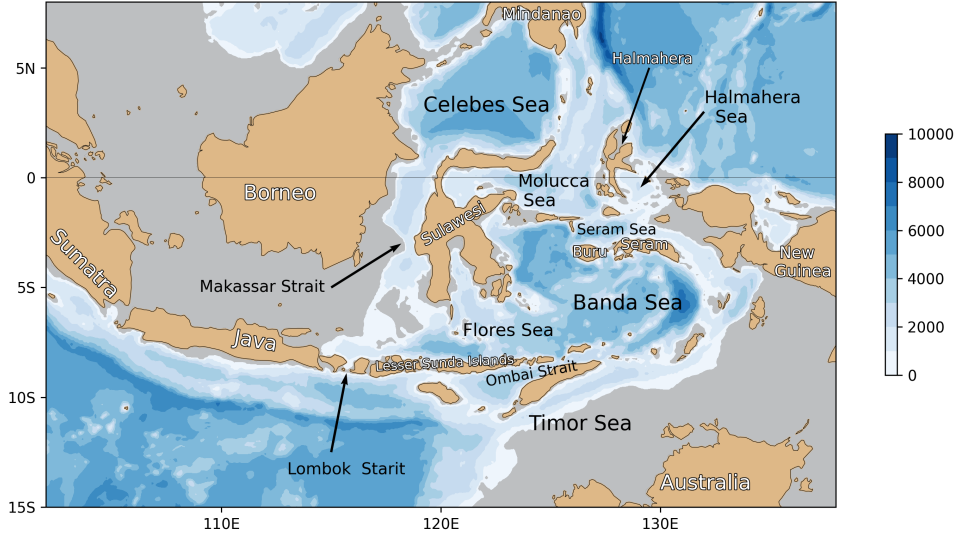 Mindanao
5N
Halmahera
Celebes Sea
Halmahera
Sea
10000
8000
6000
4000
2000
0
0
Borneo
Molucca
Sea
Sulawesi
Seram Sea
Buru
Seram
Sumatra
New
Guinea
Makassar Strait
5S
Banda Sea
Java
Flores Sea
Lesser Sunda Islands
Ombai Strait
10S
Timor Sea
Lombok Starit
Australia
15S
110E
120E
130E